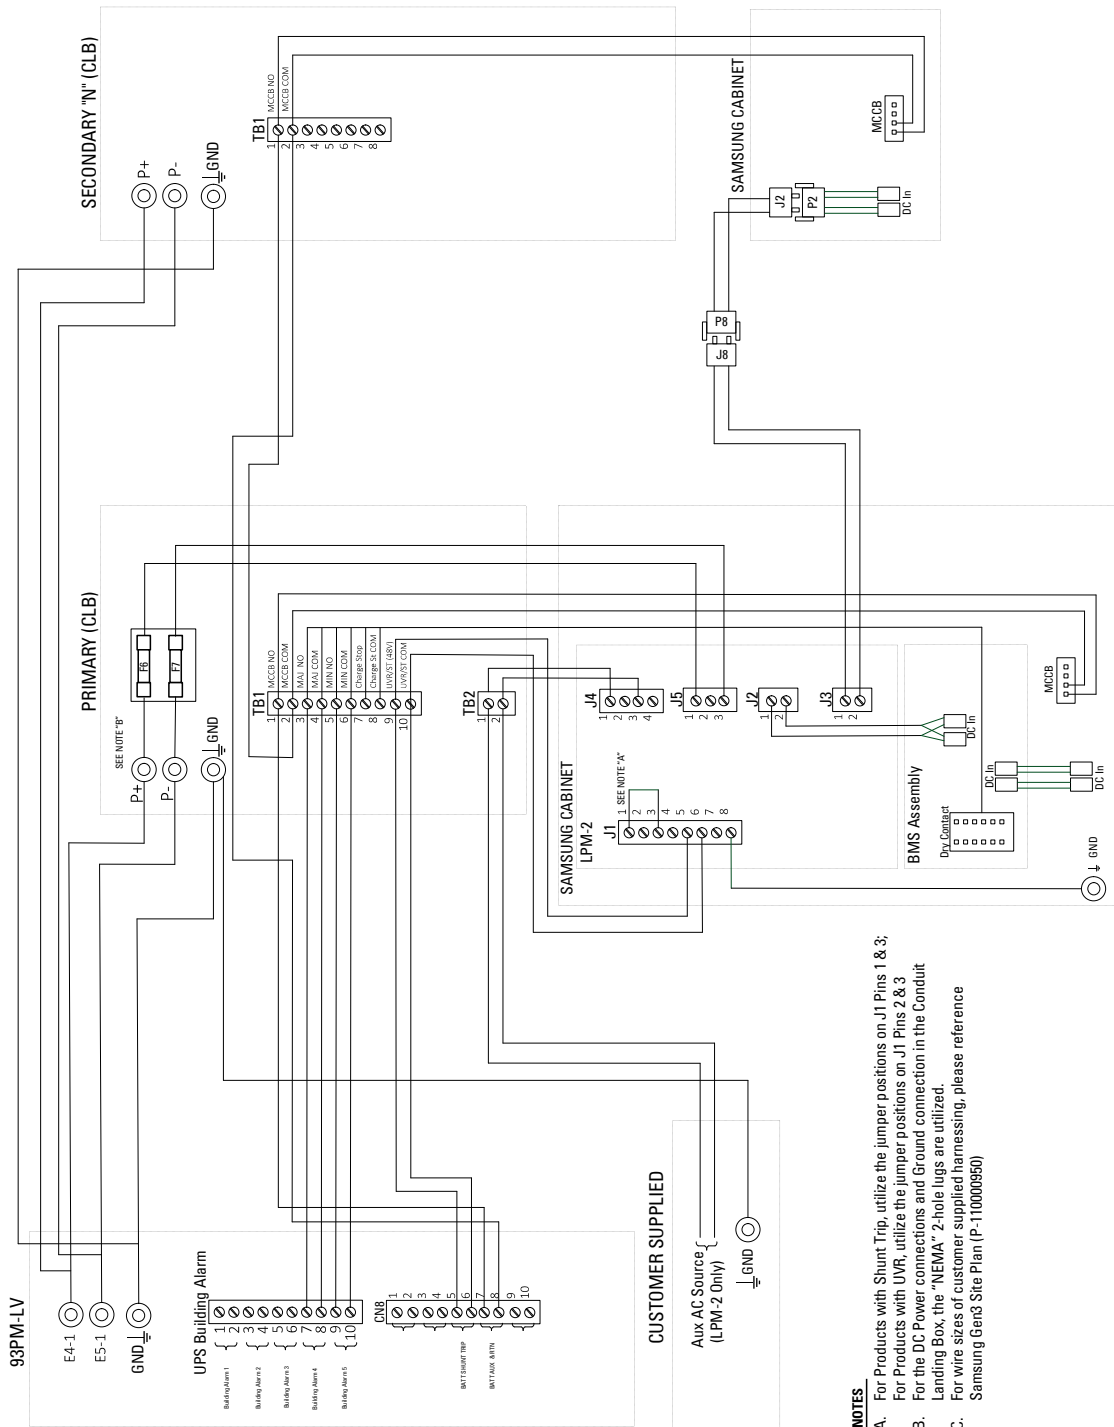 93PM-LV
E4-1
E5-1
GND
UPS Building Alarm
1
2
3
4
5
6
7
8
9
10
Building Alarm 1
Building Alarm 2
Building Alarm 3
Building Alarm 4
Building Alarm 5
CN8
1
2
3
4
5
6
7
8
9
10
BATT SHUNT TRIP
BATT AUX & RTN
CUSTOMER SUPPLIED
Aux AC Source
(LPM-2 Only)
GND
PRIMARY (CLB)
SEE NOTE "B"
P+
P-
GND
F6
F7
TB1
1
2
3
4
5
6
7
8
9
10
MCCB NO
MCCB COM
MAJ NO
MAJ COM
MIN NO
MIN COM
Charge Stop
Charge St COM
UVR/ST (48V)
UVR/ST COM
TB2
1
2
SAMSUNG CABINET
LPM-2
J1
SEE NOTE "A"
1
2
3
4
5
6
7
8
J4
1
2
3
4
J5
1
2
3
J2
1
2
J3
1
2
BMS Assembly
Dry Contact
DC In
DC In
DC In
MCCB
GND
SECONDARY "N" (CLB)
P+
P-
GND
TB1
1
2
3
4
5
6
7
8
MCCB NO
MCCB COM
SAMSUNG CABINET
MCCB
J2
P2
DC In
P8
J8
NOTES
A. For Products with Shunt Trip, utilize the jumper positions on J1 Pins 1 & 3;
For Products with UVR, utilize the jumper positions on J1 Pins 2 & 3
B. For the DC Power connections and Ground connection in the Conduit
Landing Box, the "NEMA" 2-hole lugs are utilized.
C. For wire sizes of customer supplied harnessing, please reference
Samsung Gen3 Site Plan (P-110000950)